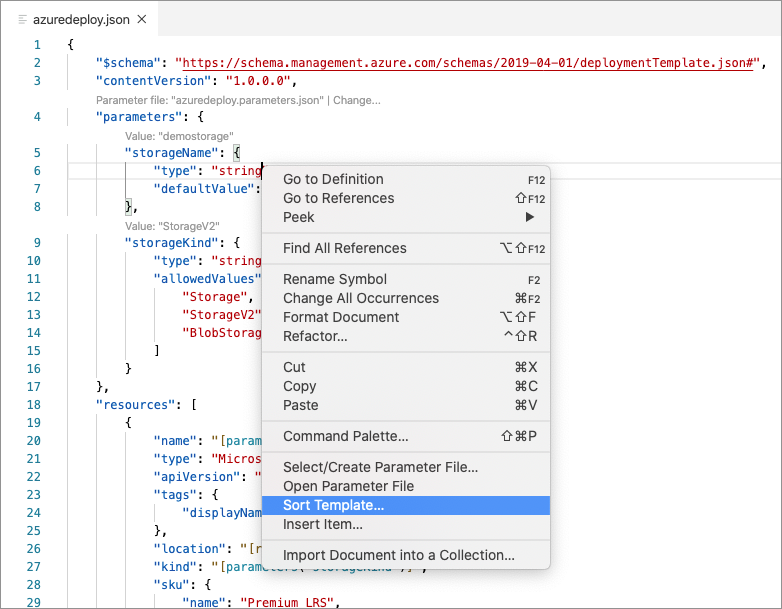 azuredeploy.json
1 {
2 "$schema": "https://schema.management.azure.com/schemas/2019-04-01/deploymentTemplate.json#",
3 "contentVersion": "1.0.0.0",
Parameter file: "azuredeploy.parameters.json" | Change...
4 "parameters": {
Value: "demostorage"
5 "storageName": {
6 "type": "string
7 "defaultValue":
8 },
Value: "StorageV2"
9 "storageKind": {
10 "type": "string
11 "allowedValues"
12 "Storage",
13 "StorageV2"
14 "BlobStorag
15 ]
16 }
17 },
18 "resources": [
19 {
20 "name": "[param
21 "type": "Micros
22 "apiVersion": "
23 "tags": {
24 "displayNam
25 },
26 "location": "[r
27 "kind": "[parameters('storageKind')]",
28 "sku": {
29 "name": "Premium_LRS",
Go to Definition F12
Go to References ⇧F12
Peek ▶
Find All References ⌥⇧F12
Rename Symbol F2
Change All Occurrences ⌘F2
Format Document ⌥⇧F
Refactor... ^⇧R
Cut ⌘X
Copy ⌘C
Paste ⌘V
Command Palette... ⇧⌘P
Select/Create Parameter File...
Open Parameter File
Sort Template...
Insert Item...
Import Document into a Collection...